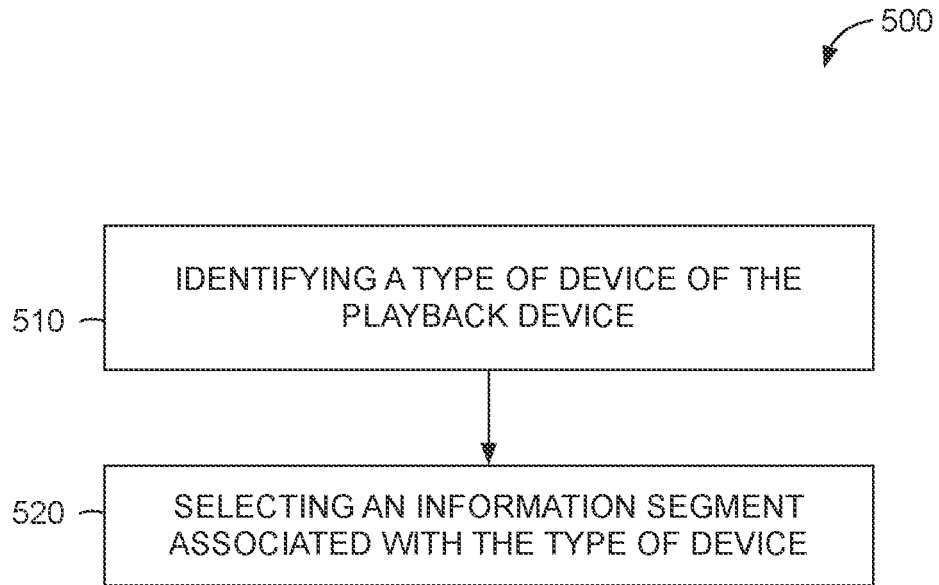 500
510
IDENTIFYING A TYPE OF DEVICE OF THE
PLAYBACK DEVICE
520
SELECTING AN INFORMATION SEGMENT
ASSOCIATED WITH THE TYPE OF DEVICE